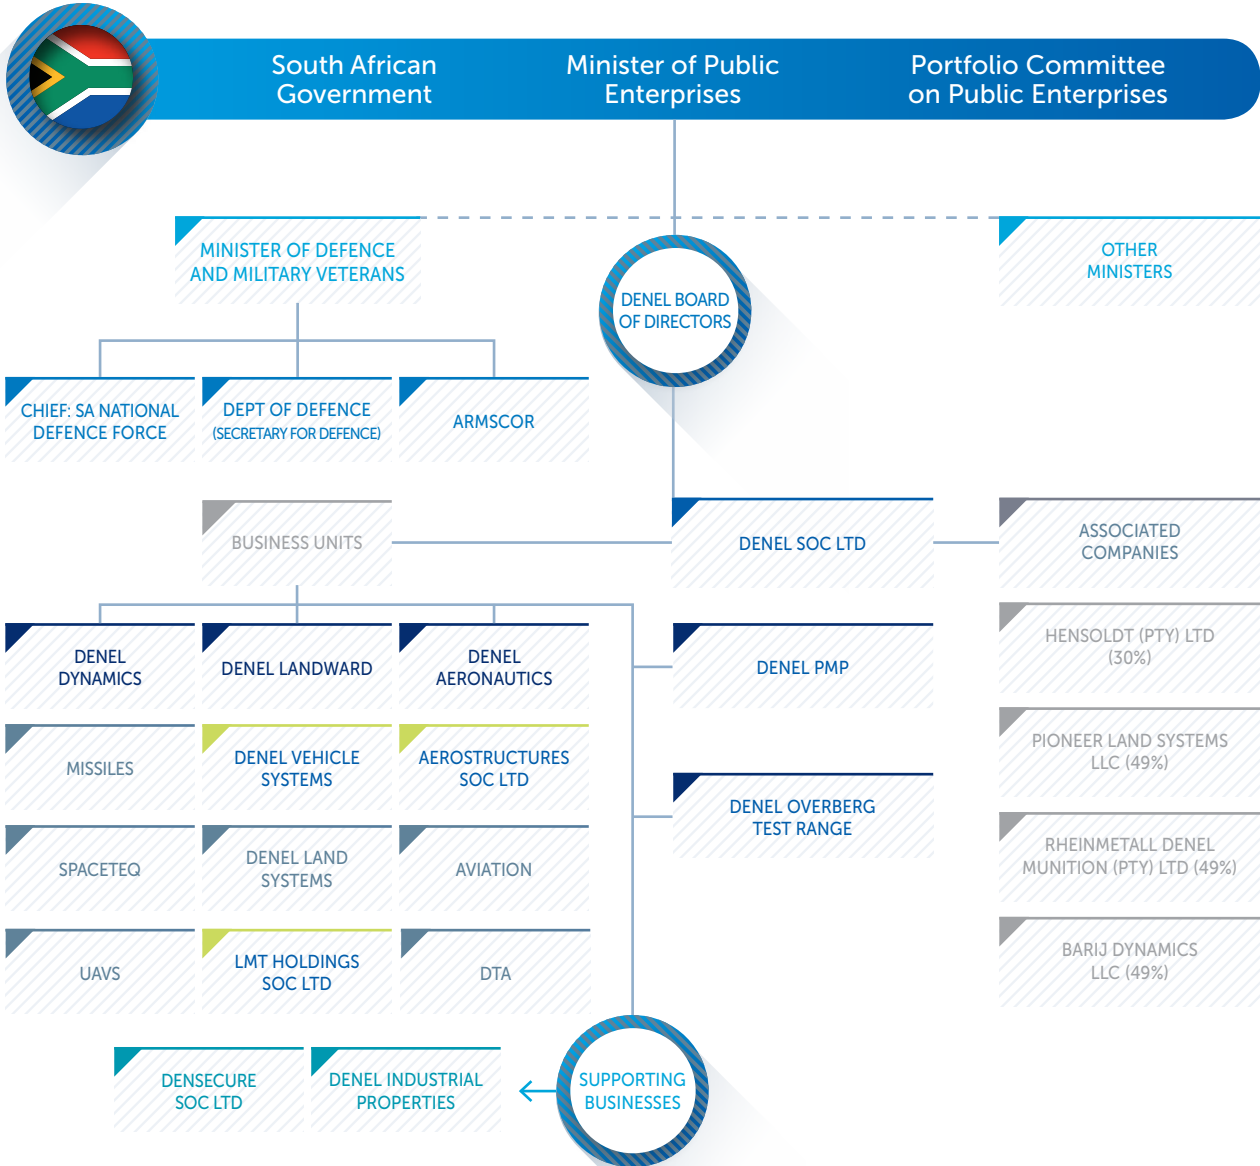 South African
Government
Minister of Public
Enterprises
Portfolio Committee
on Public Enterprises
MINISTER OF DEFENCE
AND MILITARY VETERANS
OTHER
MINISTERS
DENEL BOARD
OF DIRECTORS
CHIEF: SA NATIONAL
DEFENCE FORCE
DEPT OF DEFENCE
(SECRETARY FOR DEFENCE)
ARMSCOR
BUSINESS UNITS
DENEL SOC LTD
ASSOCIATED
COMPANIES
DENEL
DYNAMICS
DENEL LANDWARD
DENEL
AERONAUTICS
DENEL PMP
HENSOLDT (PTY) LTD
(30%)
MISSILES
DENEL VEHICLE
SYSTEMS
AEROSTRUCTURES
SOC LTD
DENEL OVERBERG
TEST RANGE
PIONEER LAND SYSTEMS
LLC (49%)
SPACETEQ
DENEL LAND
SYSTEMS
AVIATION
RHEINMETALL DENEL
MUNITION (PTY) LTD (49%)
UAVS
LMT HOLDINGS
SOC LTD
DTA
BARIJ DYNAMICS
LLC (49%)
DENSECURE
SOC LTD
DENEL INDUSTRIAL
PROPERTIES
SUPPORTING
BUSINESSES